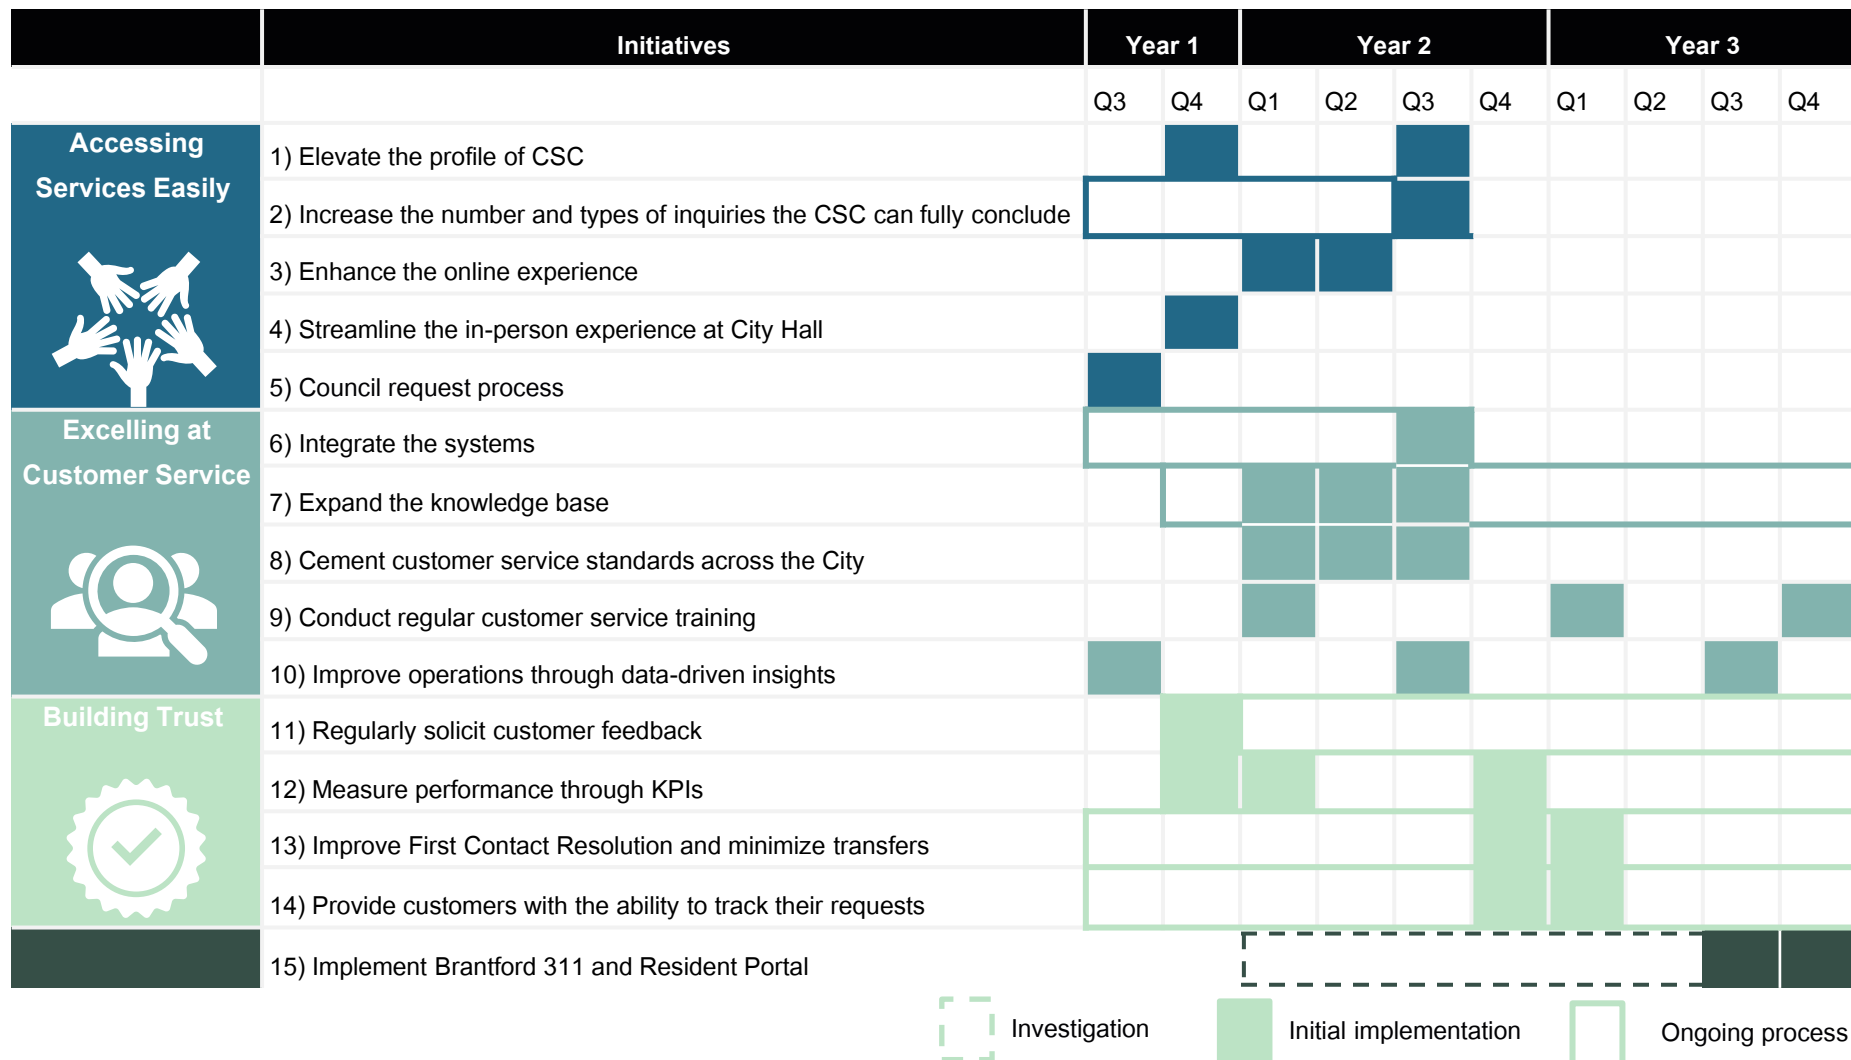 Initiatives Year 1 Year 2 Year 3
Q3 Q4 Q1 Q2 Q3 Q4 Q1 Q2 Q3 Q4
Accessing
Services Easily
1) Elevate the profile of CSC
2) Increase the number and types of inquiries the CSC can fully conclude
3) Enhance the online experience
4) Streamline the in-person experience at City Hall
5) Council request process
Excelling at
Customer Service
6) Integrate the systems
7) Expand the knowledge base
8) Cement customer service standards across the City
9) Conduct regular customer service training
10) Improve operations through data-driven insights
Building Trust
11) Regularly solicit customer feedback
12) Measure performance through KPIs
13) Improve First Contact Resolution and minimize transfers
14) Provide customers with the ability to track their requests
15) Implement Brantford 311 and Resident Portal
Investigation Initial implementation Ongoing process